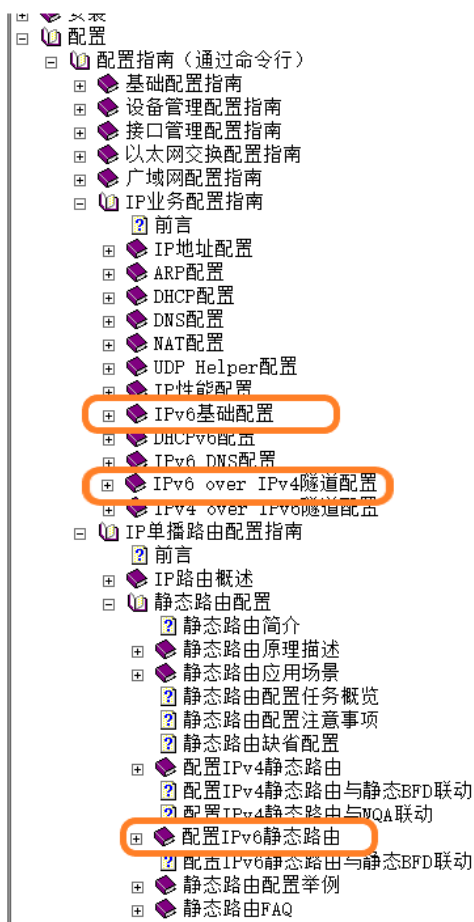 安装
配置
配置指南（通过命令行）
基础配置指南
设备管理配置指南
接口管理配置指南
以太网交换配置指南
广域网配置指南
IP业务配置指南
前言
IP地址配置
ARP配置
DHCP配置
DNS配置
NAT配置
UDP Helper配置
IP性能配置
IPv6基础配置
DHCPv6配置
IPv6 DNS配置
IPv6 over IPv4隧道配置
IPv4 over IPv6隧道配置
IP单播路由配置指南
前言
IP路由概述
静态路由配置
静态路由简介
静态路由原理描述
静态路由应用场景
静态路由配置任务概览
静态路由配置注意事项
静态路由缺省配置
配置IPv4静态路由
配置IPv4静态路由与静态BFD联动
配置IPv4静态路由与NQA联动
配置IPv6静态路由
配置IPv6静态路由与静态BFD联动
静态路由配置举例
静态路由FAQ